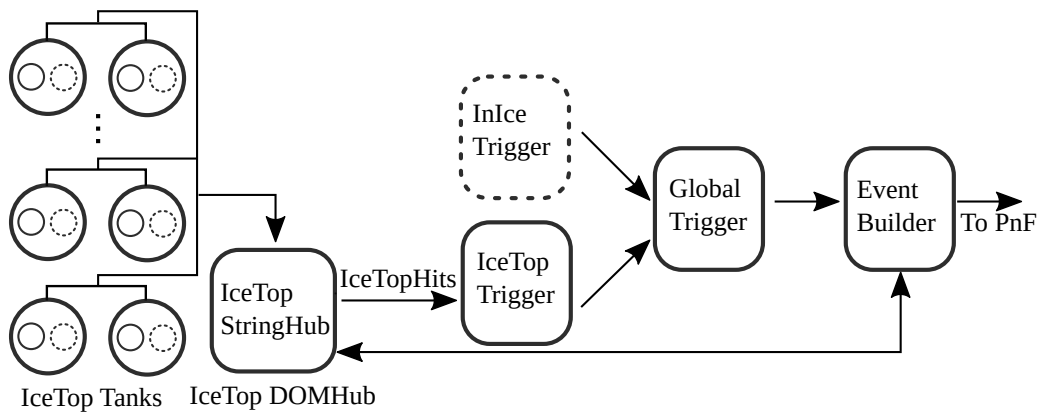 InIce
Trigger
Global
Trigger
Event
Builder
To PnF
IceTop
StringHub
IceTopHits
IceTop
Trigger
IceTop Tanks
IceTop DOMHub